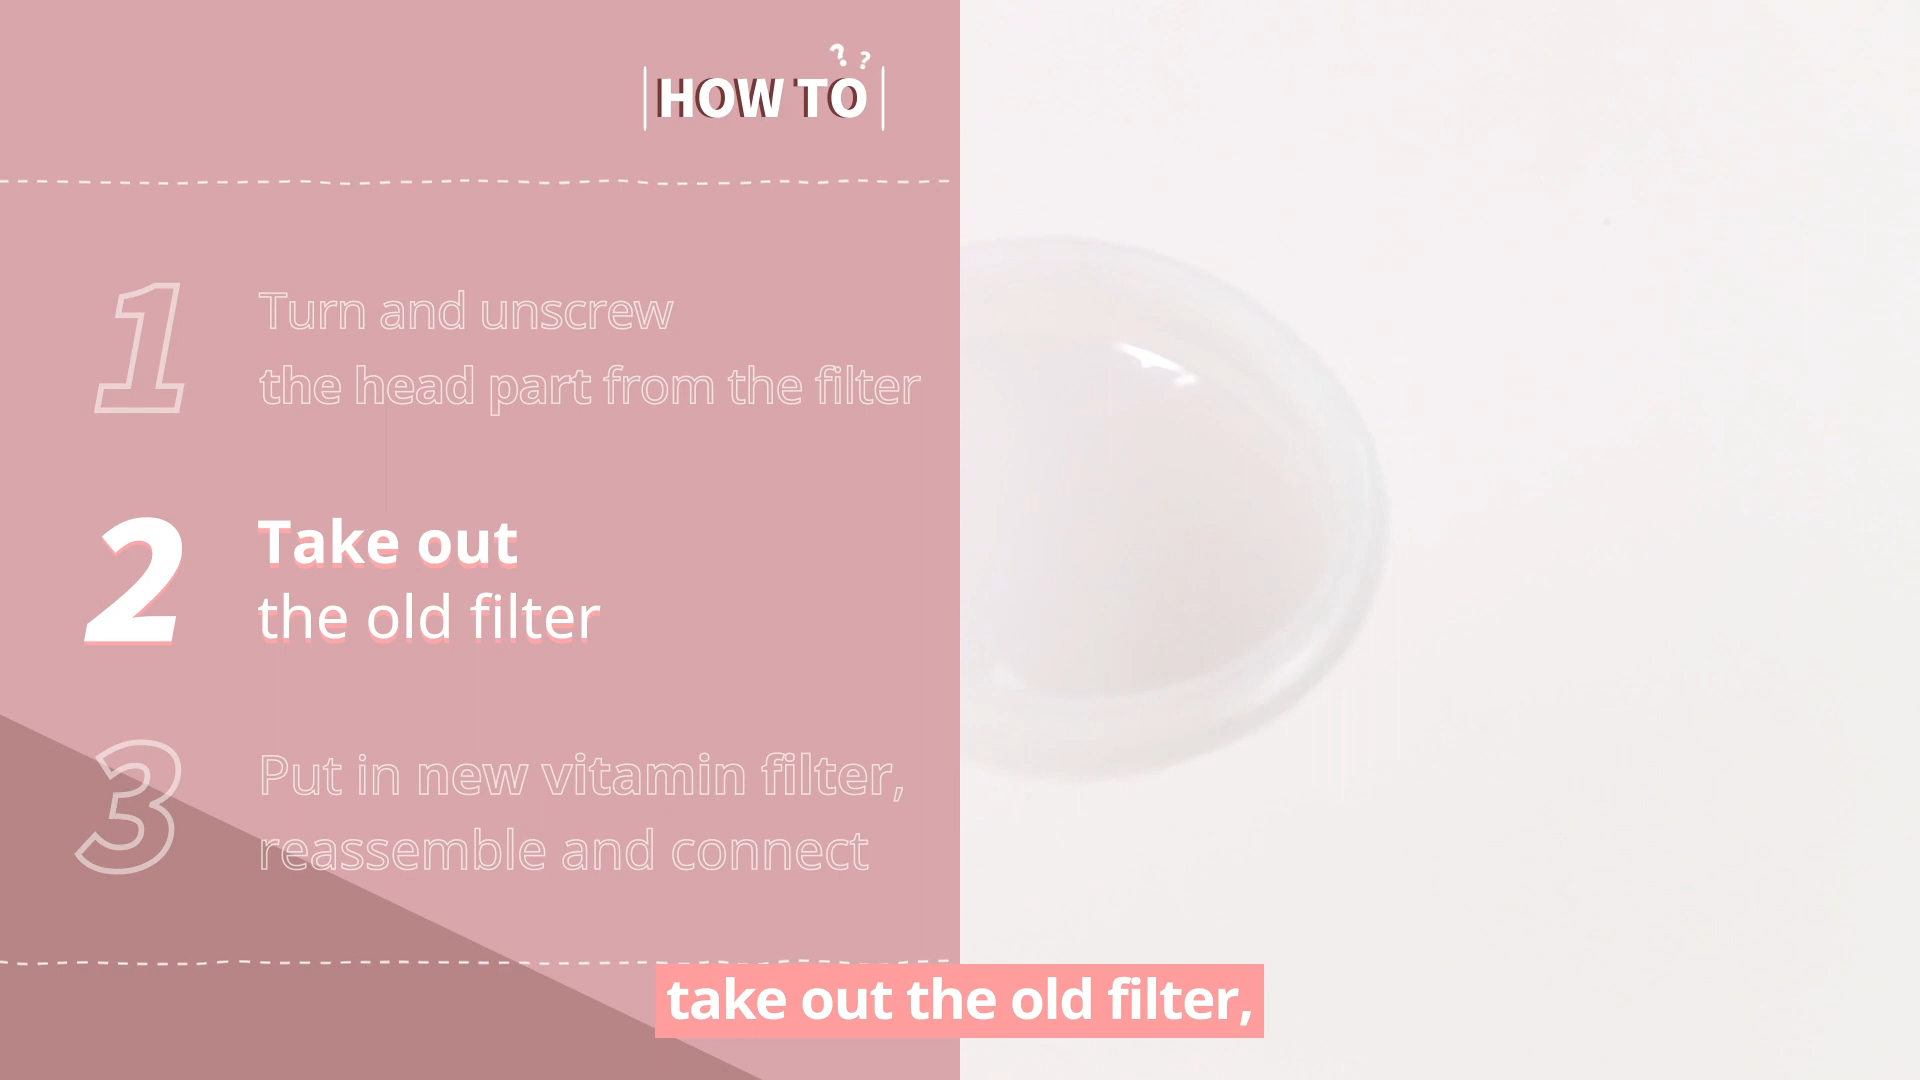 ? ?
HOW TO
1
Turn and unscrew
the head part from the filter
2
Take out
the old filter
3
Put in new vitamin filter,
reassemble and connect
take out the old filter,